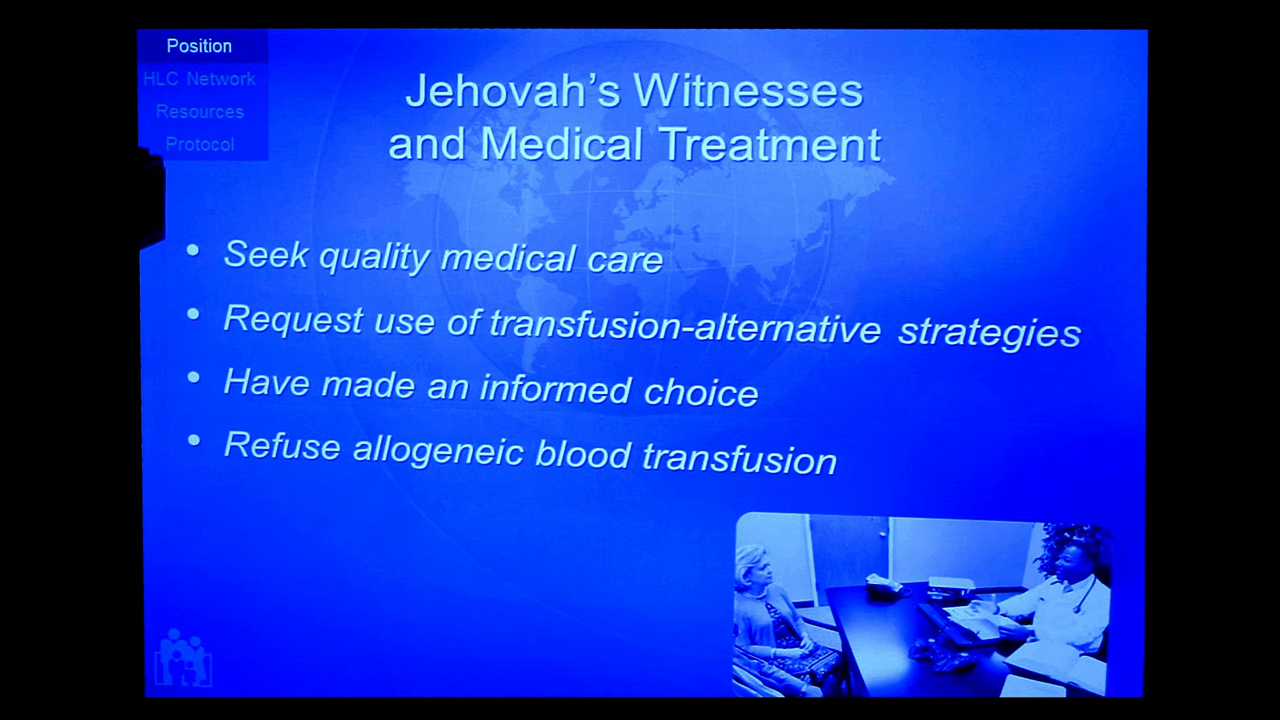 Position
HLC Network
Resources
Protocol
Jehovah's Witnesses
and Medical Treatment
• Seek quality medical care
• Request use of transfusion-alternative strategies
• Have made an informed choice
• Refuse allogeneic blood transfusion